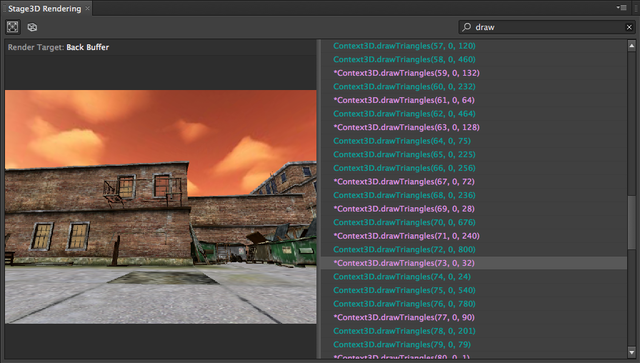 Stage3D Rendering
draw
Render Target: Back Buffer
Context3D.drawTriangles(57, 0, 120)
Context3D.drawTriangles(58, 0, 460)
*Context3D.drawTriangles(59, 0, 132)
Context3D.drawTriangles(60, 0, 232)
*Context3D.drawTriangles(61, 0, 64)
Context3D.drawTriangles(62, 0, 464)
*Context3D.drawTriangles(63, 0, 128)
Context3D.drawTriangles(64, 0, 75)
Context3D.drawTriangles(65, 0, 225)
Context3D.drawTriangles(66, 0, 256)
*Context3D.drawTriangles(67, 0, 72)
Context3D.drawTriangles(68, 0, 236)
*Context3D.drawTriangles(69, 0, 28)
Context3D.drawTriangles(70, 0, 676)
*Context3D.drawTriangles(71, 0, 240)
Context3D.drawTriangles(72, 0, 800)
*Context3D.drawTriangles(73, 0, 32)
Context3D.drawTriangles(74, 0, 24)
Context3D.drawTriangles(75, 0, 540)
Context3D.drawTriangles(76, 0, 780)
*Context3D.drawTriangles(77, 0, 90)
Context3D.drawTriangles(78, 0, 201)
Context3D.drawTriangles(79, 0, 79)
*Context3D.drawTriangles(80, 0, 1)